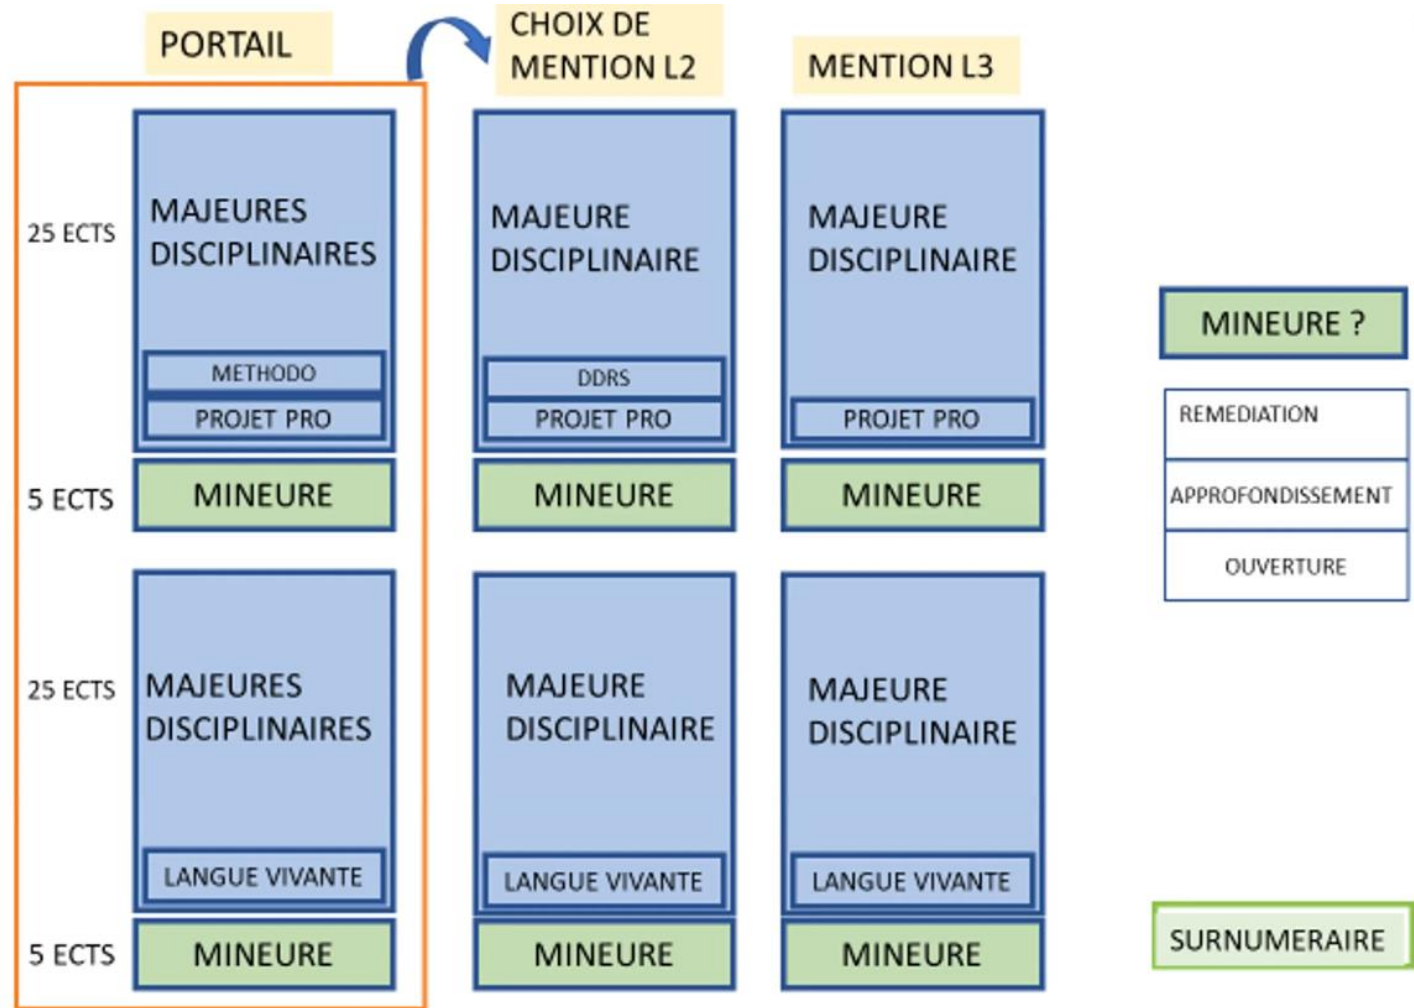 PORTAIL
CHOIX DE
MENTION L2
MENTION L3
25 ECTS
MAJEURES
DISCIPLINAIRES
METHODO
PROJET PRO
MAJEURE
DISCIPLINAIRE
DDRS
PROJET PRO
MAJEURE
DISCIPLINAIRE
PROJET PRO
5 ECTS
MINEURE
MINEURE
MINEURE
25 ECTS
MAJEURES
DISCIPLINAIRES
LANGUE VIVANTE
MAJEURE
DISCIPLINAIRE
LANGUE VIVANTE
MAJEURE
DISCIPLINAIRE
LANGUE VIVANTE
5 ECTS
MINEURE
MINEURE
MINEURE
MINEURE ?
REMEDIATION
APPROFONDISSEMENT
OUVERTURE
SURNUMERAIRE